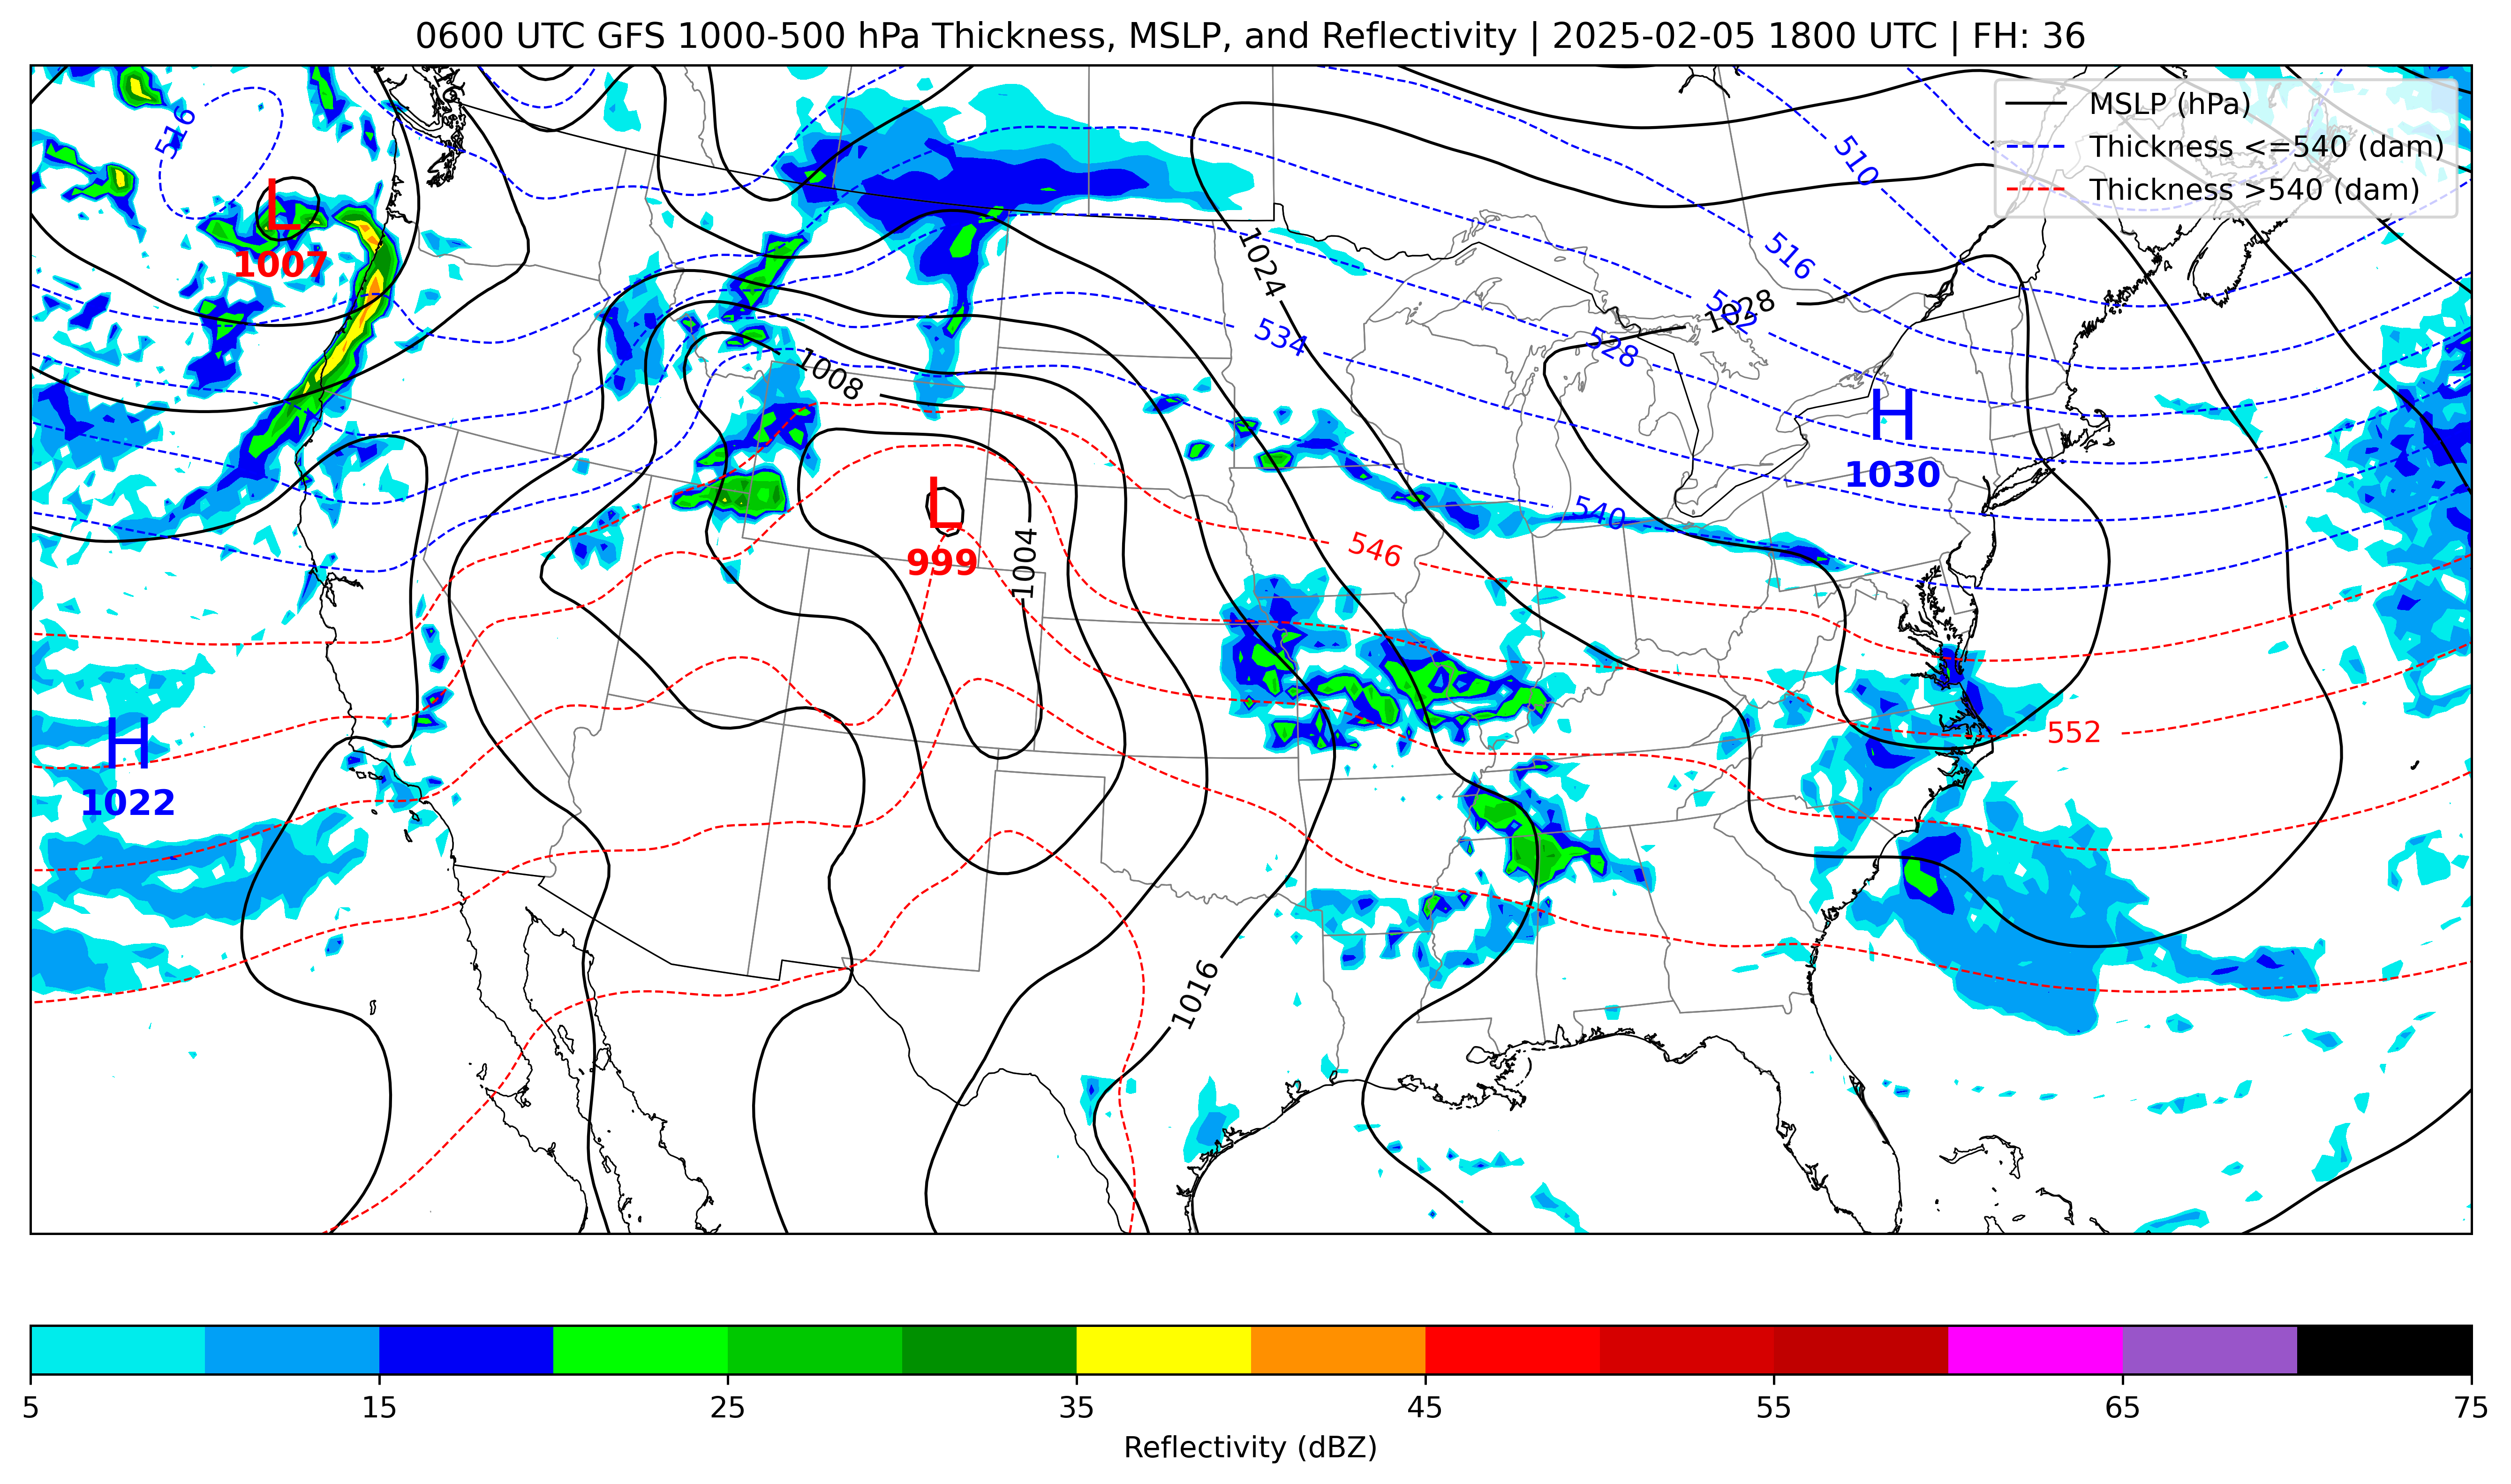 0600 UTC GFS 1000-500 hPa Thickness, MSLP, and Reflectivity | 2025-02-05 1800 UTC | FH: 36
MSLP (hPa)
Thickness <=540 (dam)
Thickness >540 (dam)
516
510
L
1007
1024
516
522
1028
534
528
1008
H
1030
L
999
540
546
1004
H
1022
552
1016
5
15
25
35
45
55
65
75
Reflectivity (dBZ)